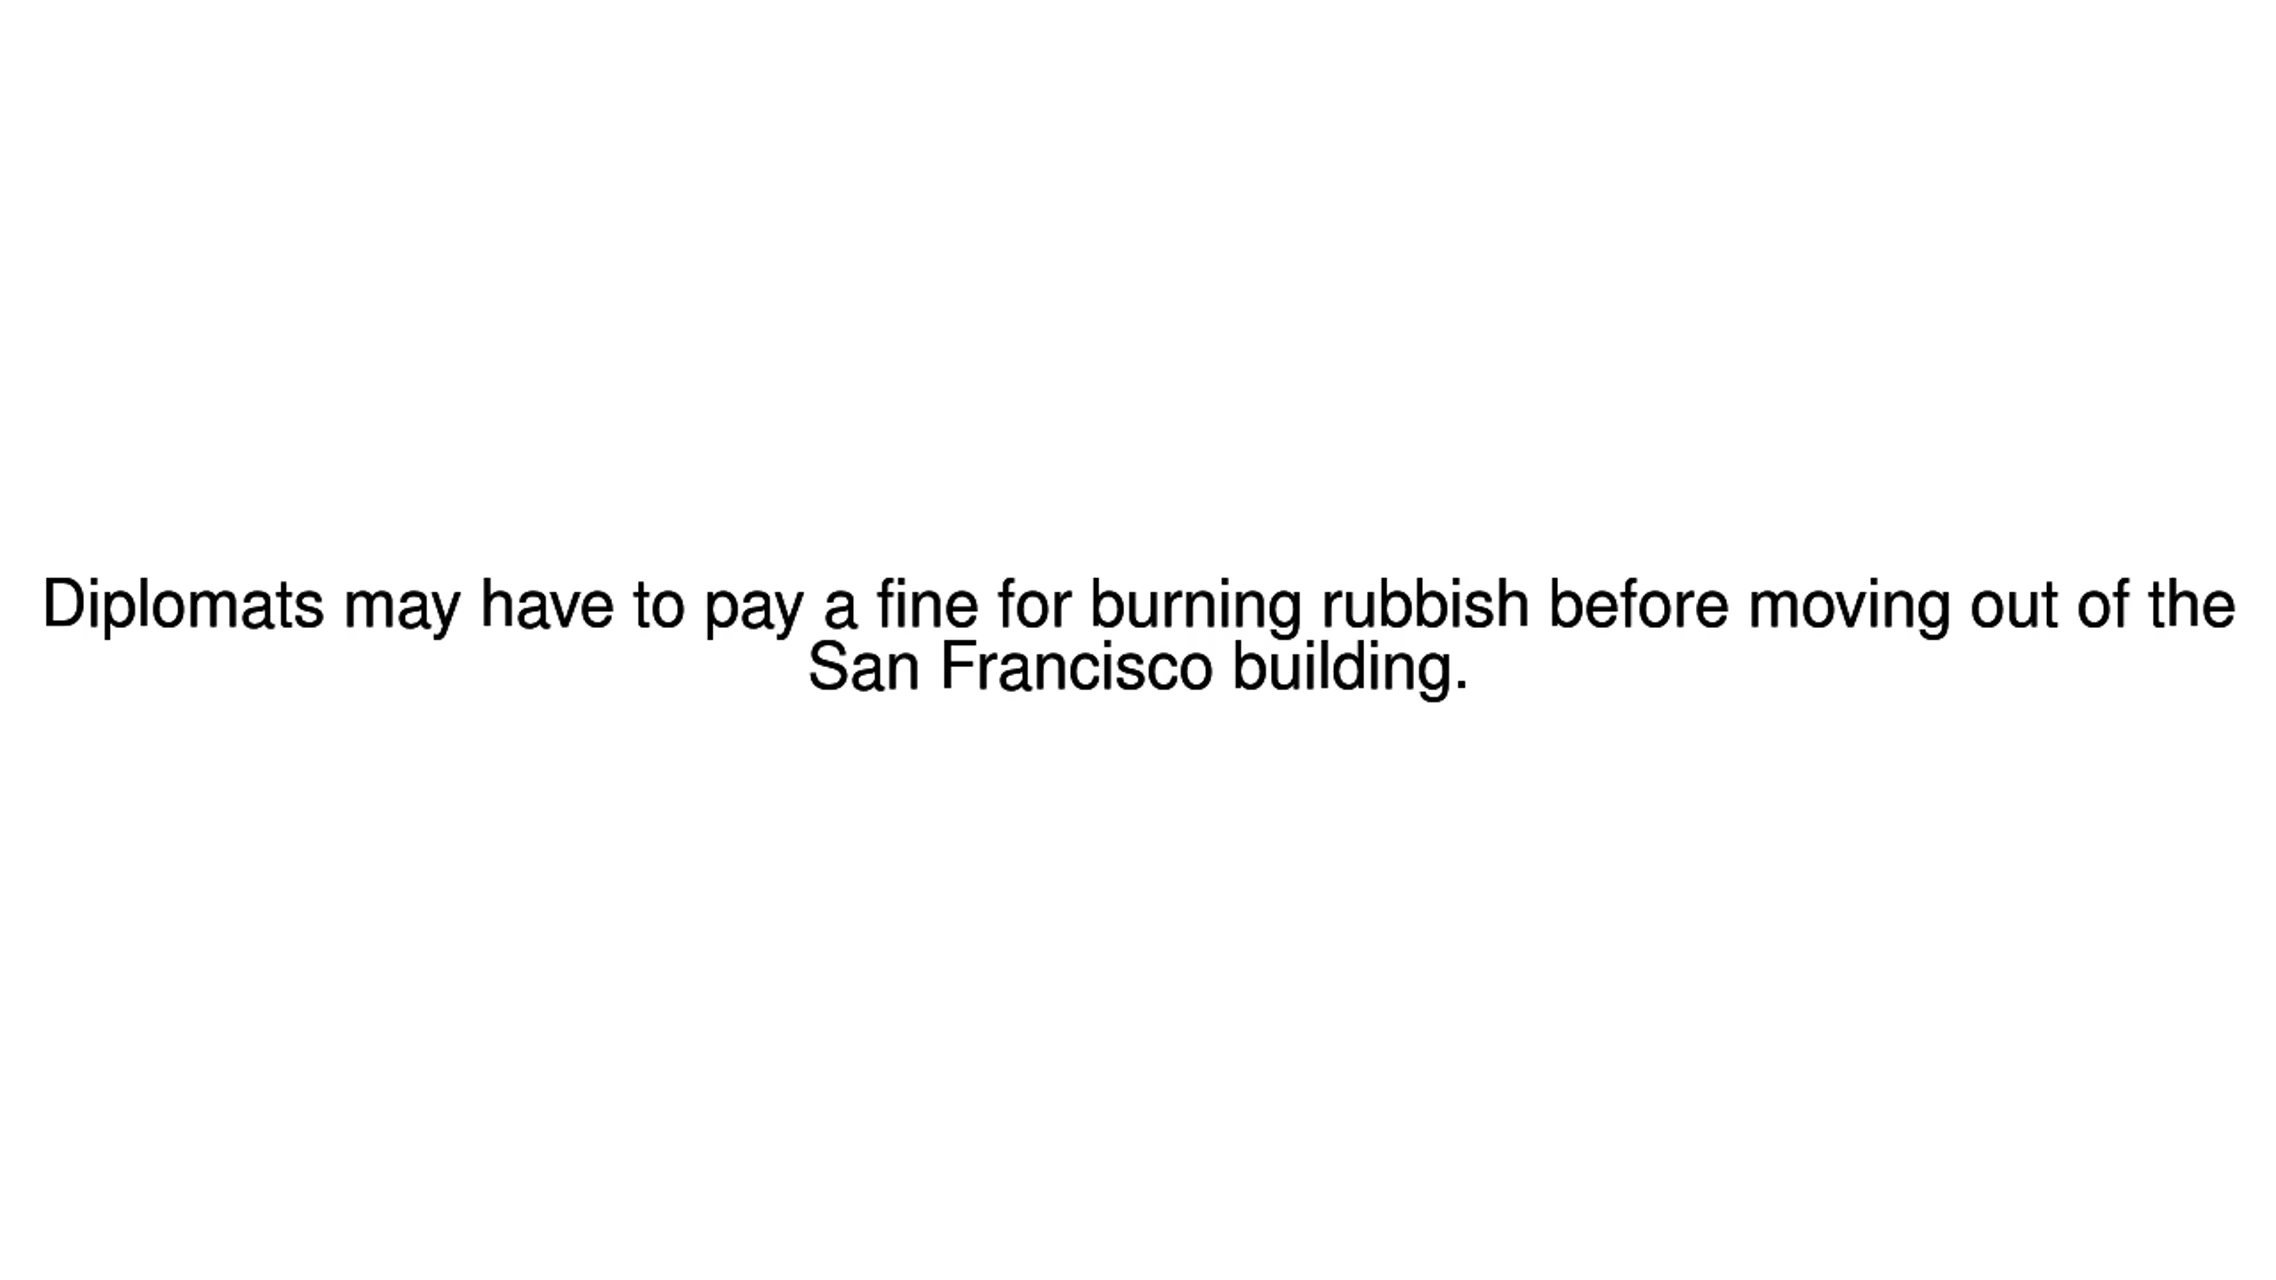 Diplomats may have to pay a fine for burning rubbish before moving out of the
San Francisco building.